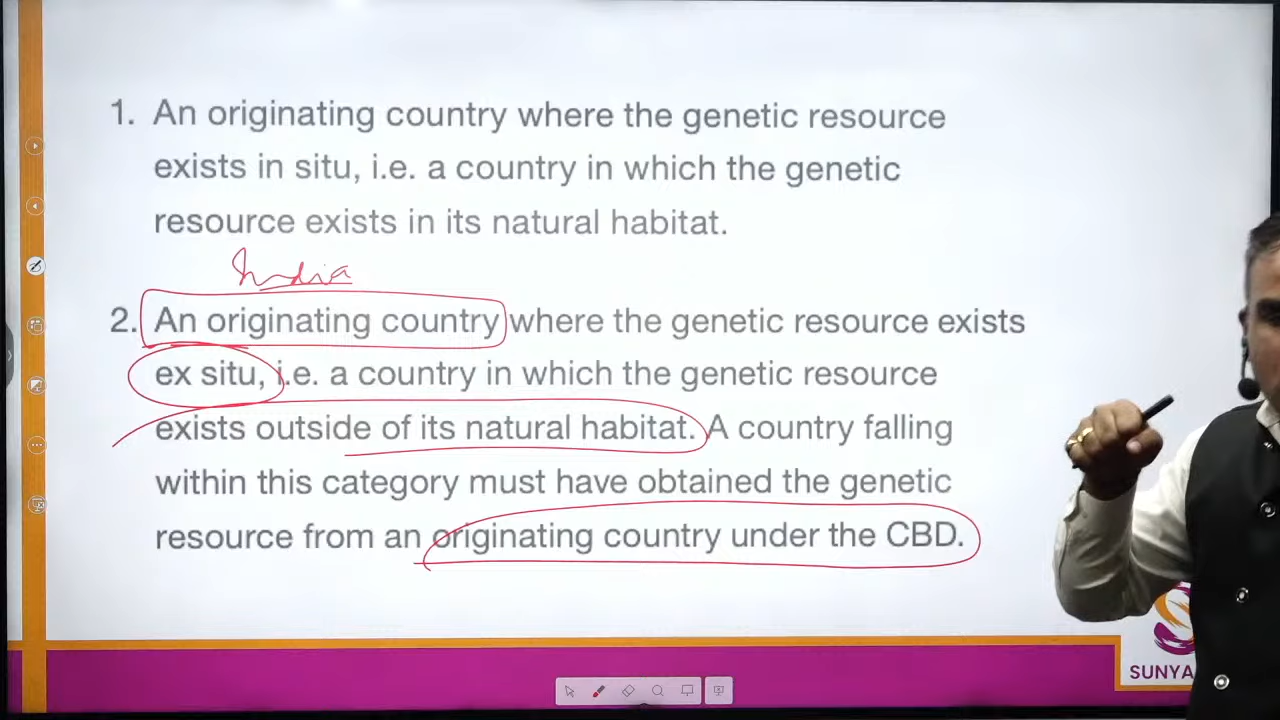 1. An originating country where the genetic resource
exists in situ, i.e. a country in which the genetic
resource exists in its natural habitat.
India
2. An originating country where the genetic resource exists
ex situ, i.e. a country in which the genetic resource
exists outside of its natural habitat. A country falling
within this category must have obtained the genetic
resource from an originating country under the CBD.
SUNYA